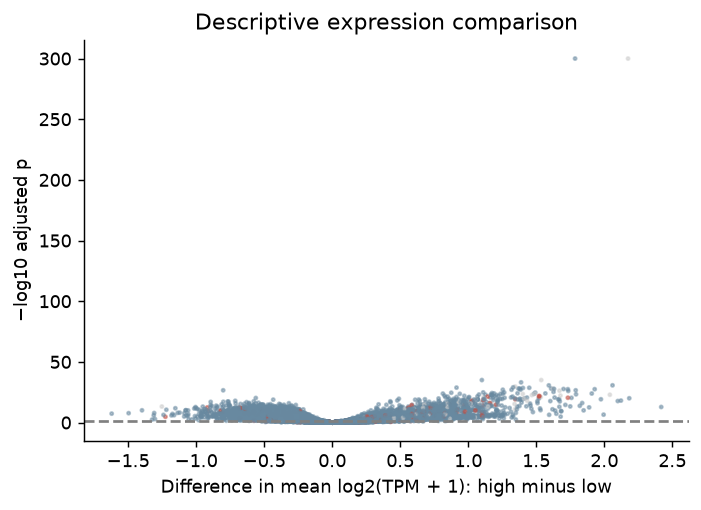 Descriptive expression comparison
−log10 adjusted p
300
250
200
150
100
50
0
−1.5 −1.0 −0.5 0.0 0.5 1.0 1.5 2.0 2.5
Difference in mean log2(TPM + 1): high minus low